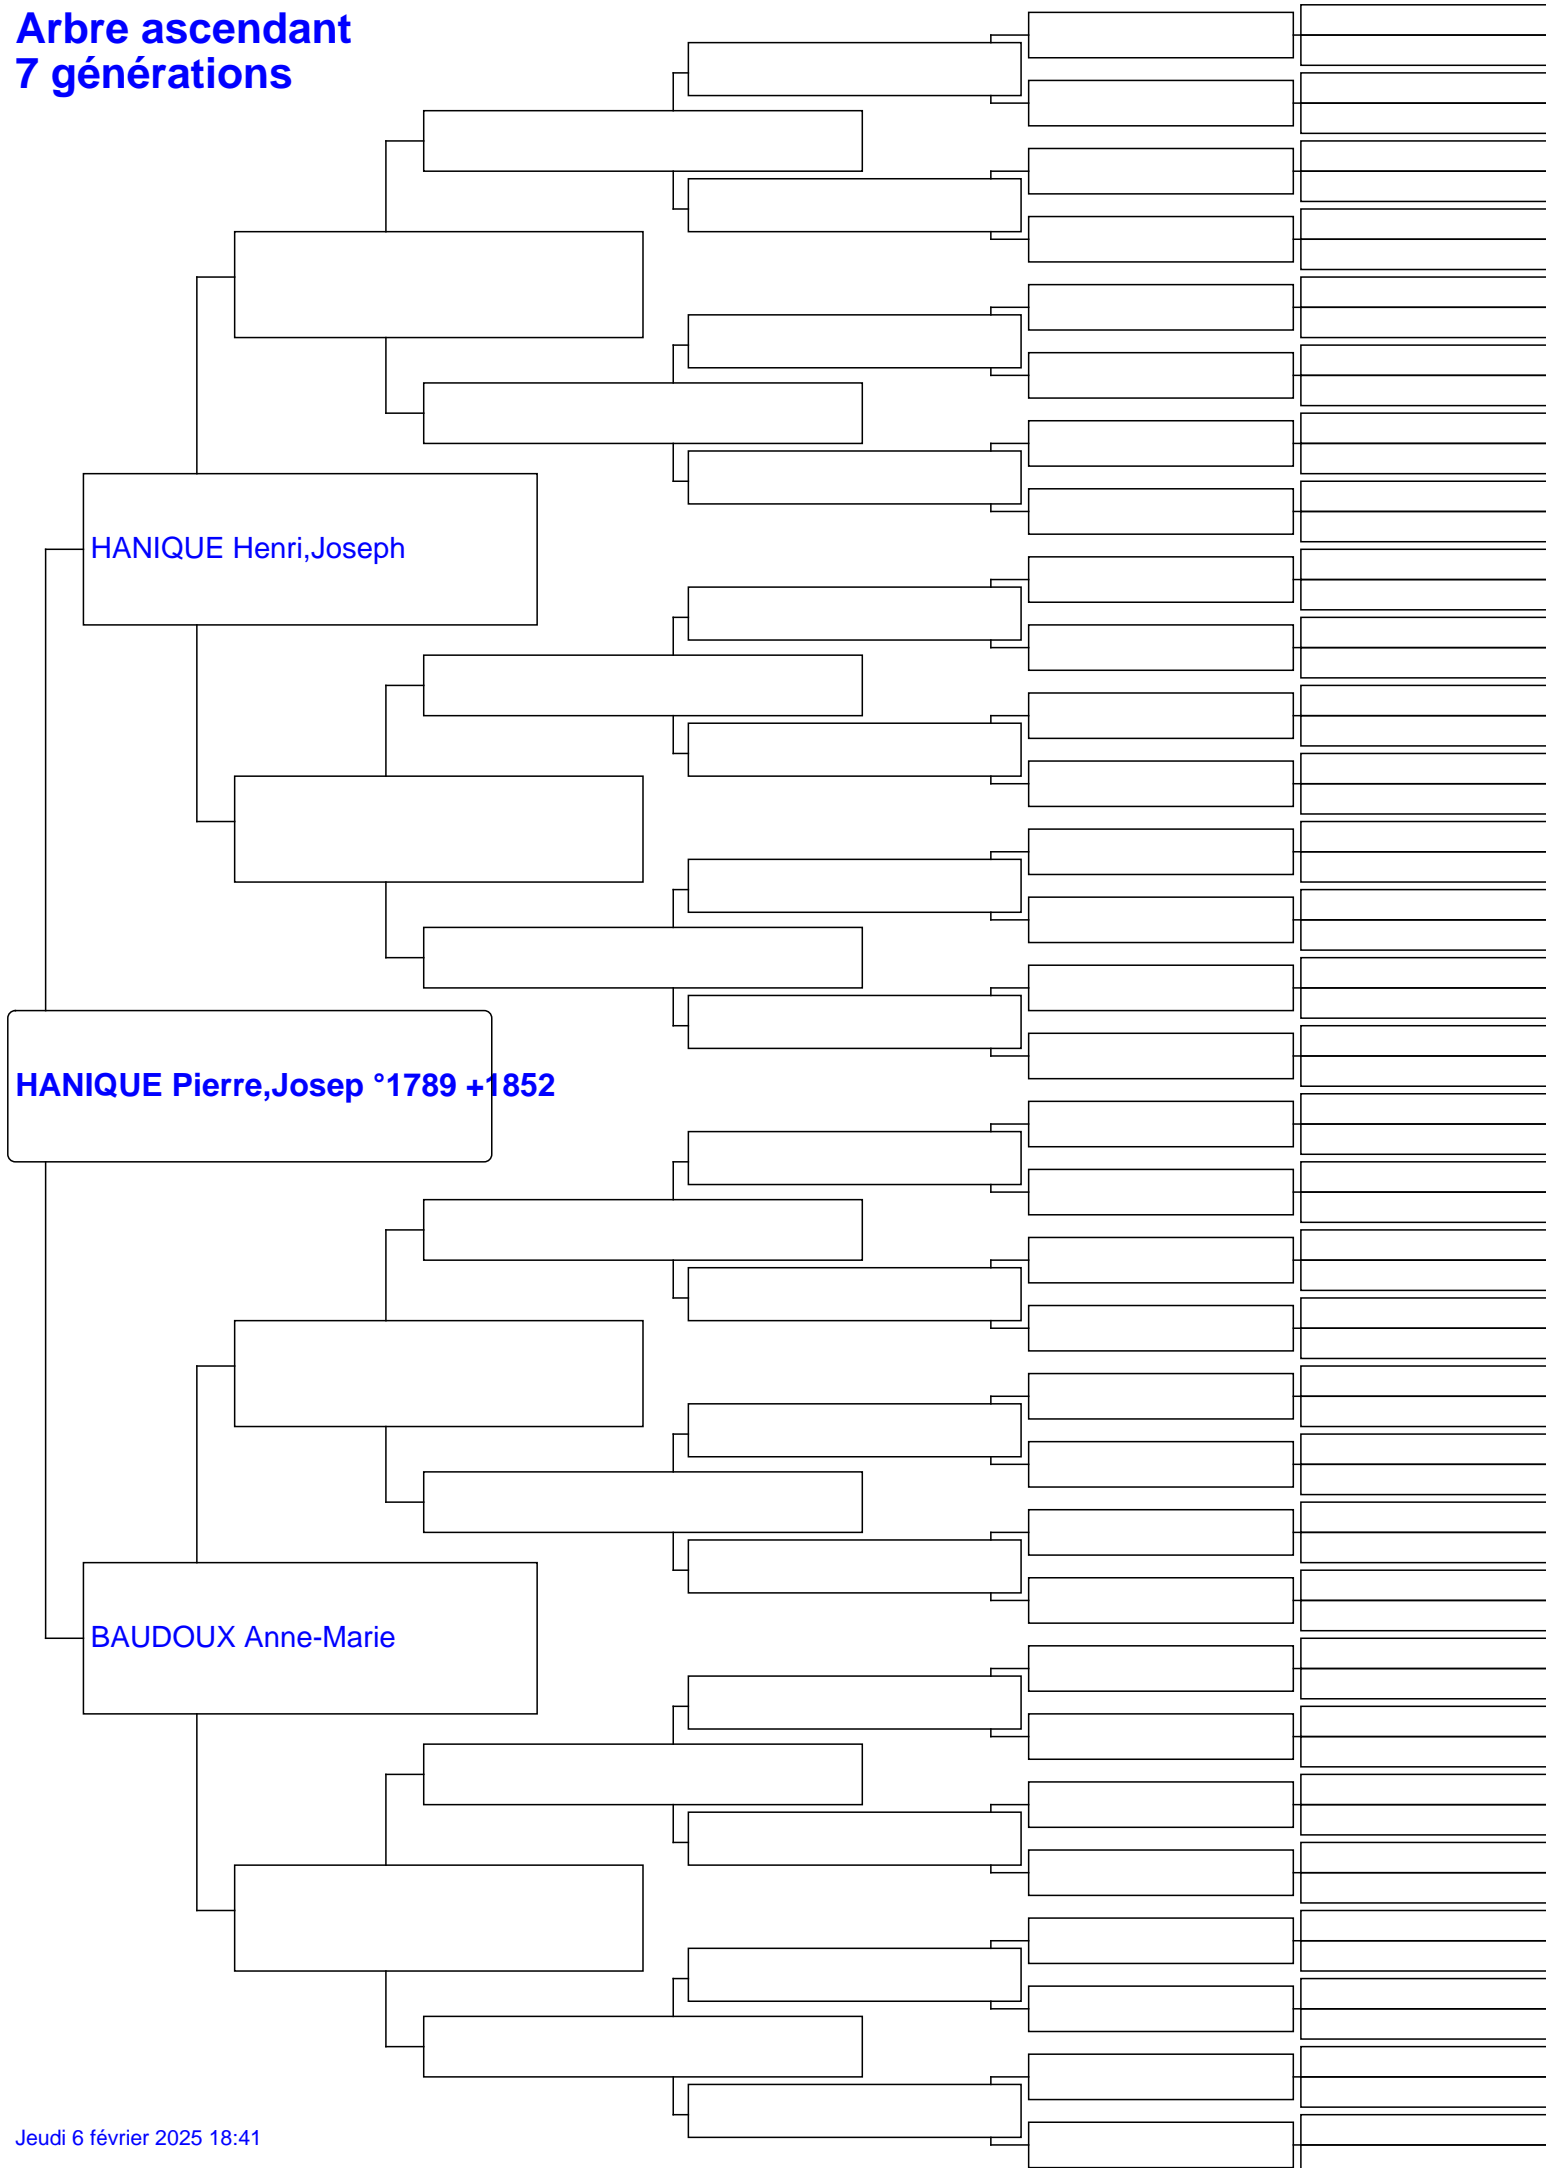 Arbre ascendant
7 générations
HANIQUE Henri,Joseph
HANIQUE Pierre,Josep °1789 +1852
BAUDOUX Anne-Marie
Jeudi 6 février 2025 18:41